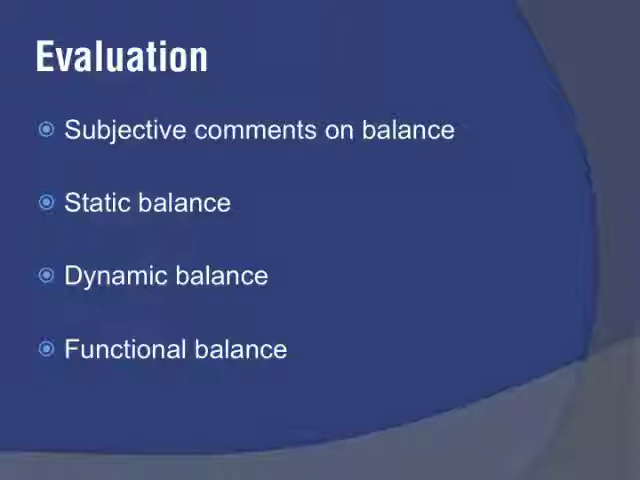 Evaluation
Subjective comments on balance
Static balance
Dynamic balance
Functional balance